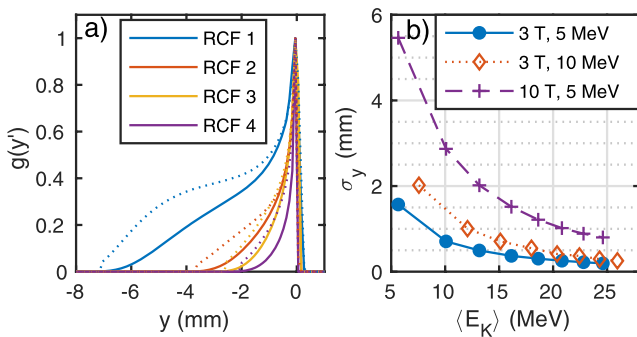 a)
RCF 1
RCF 2
RCF 3
RCF 4
g(y')
1
0.8
0.6
0.4
0.2
0
-8 -6 -4 -2 0
y (mm)
b)
3 T, 5 MeV
3 T, 10 MeV
10 T, 5 MeV
σy (mm)
6
4
2
0
5 10 15 20 25
⟨EK⟩ (MeV)